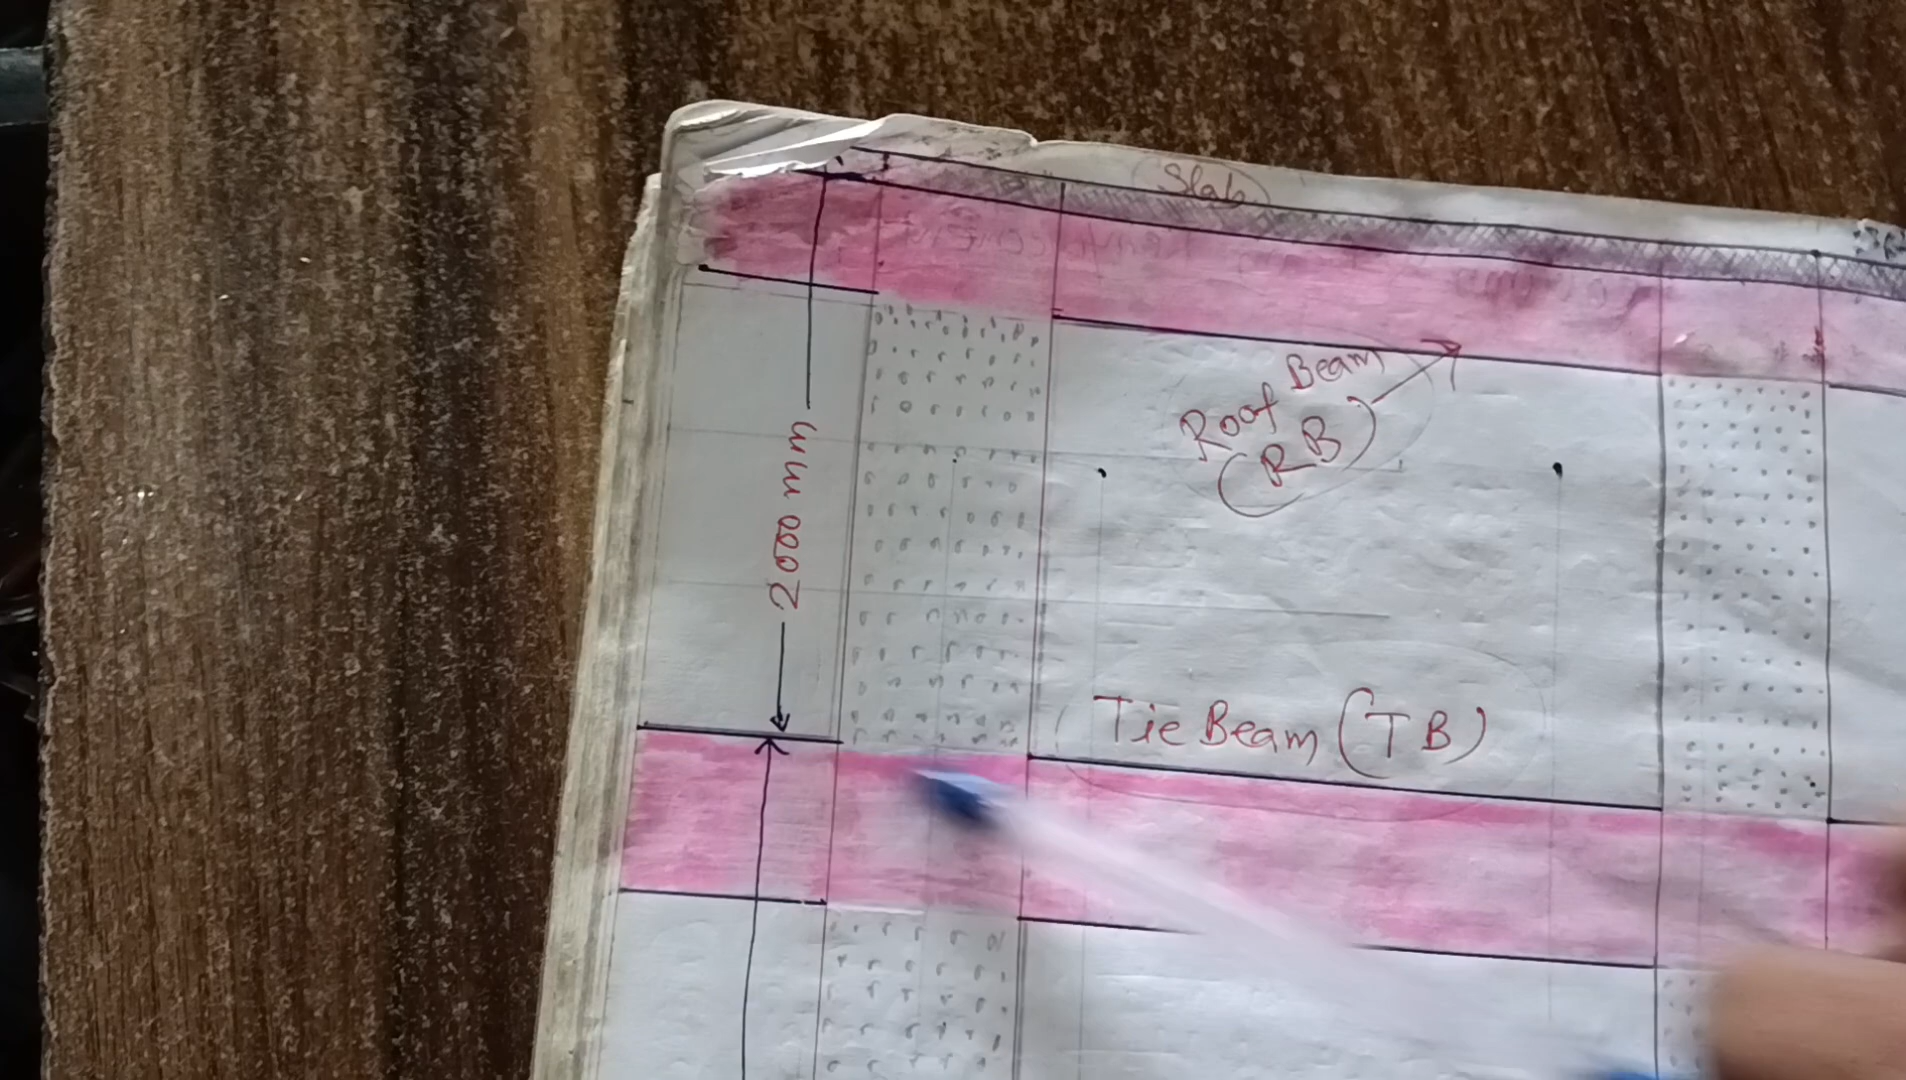 Slab
Roof Beam
(RB)
2000 mm
Tie Beam (TB)